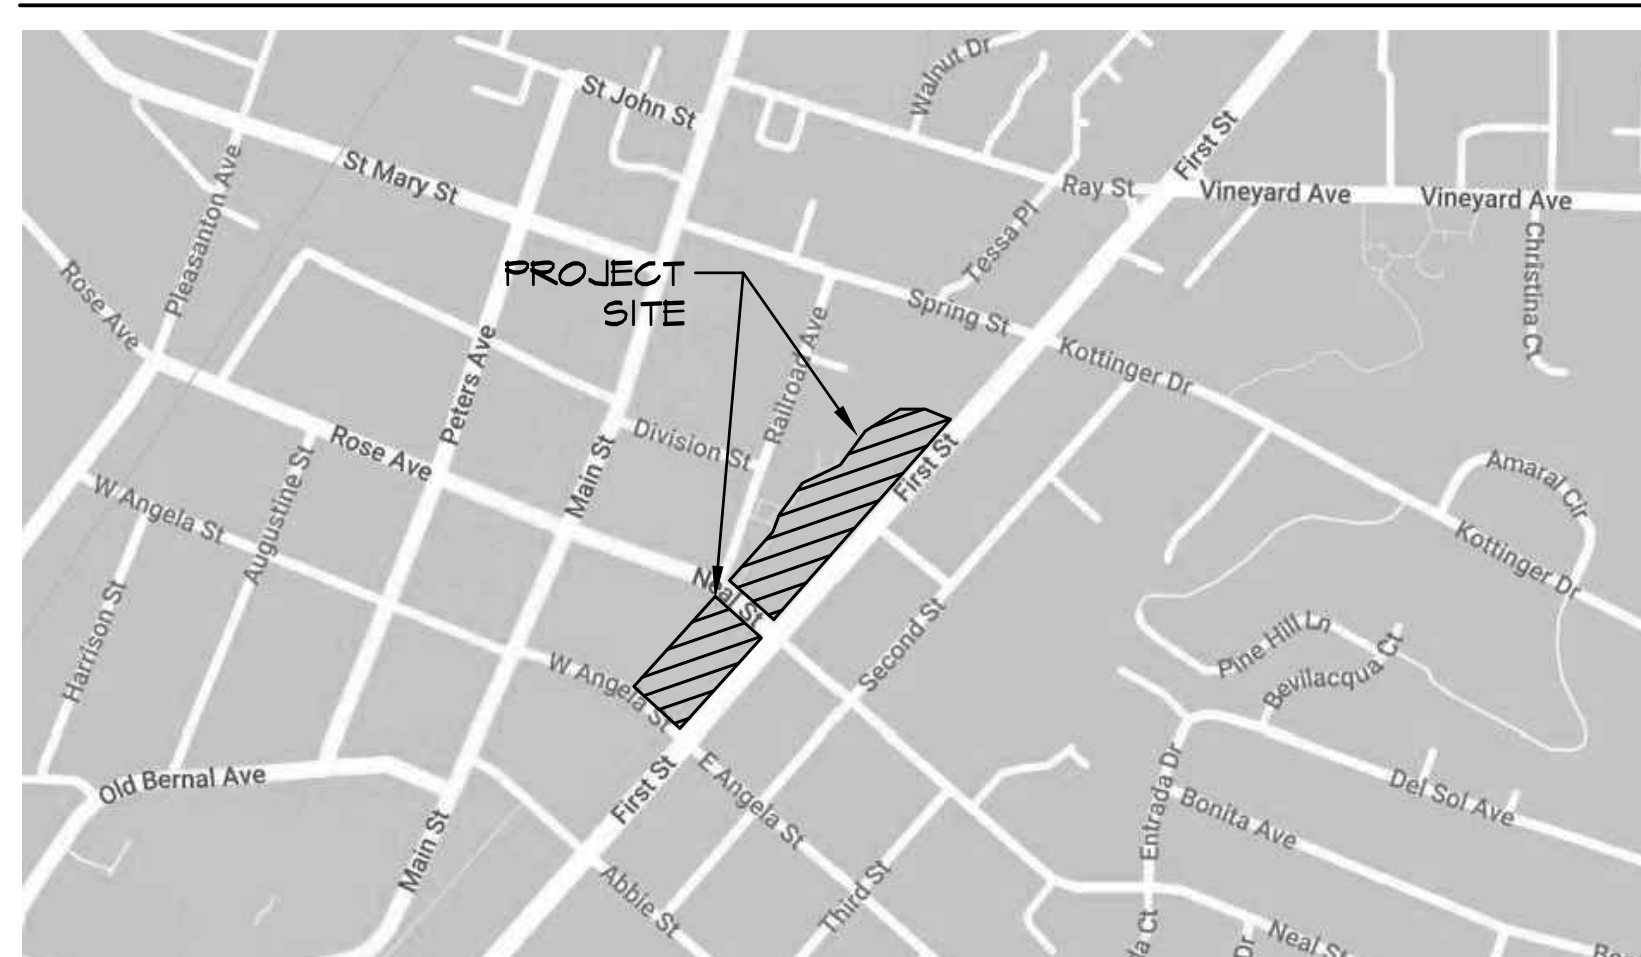 Walnut Dr
St John St
First St
St Mary St
Pleasanton Ave
Ray St
Vineyard Ave
Vineyard Ave
Tessa Pl
Christina Ct
Rose Ave
PROJECT
SITE
Spring St
Railroad Ave
Kottinger Dr
Peters Ave
Division St
Rose Ave
Main St
First St
Amaral Cir
W Angela St
Augustine St
Kottinger Dr
Neal St
Harrison St
Second St
Pine Hill Ln
Bevilacqua Ct
W Angela St
Old Bernal Ave
First St
E Angela St
Entrada Dr
Del Sol Ave
Bonita Ave
Main St
Abbie St
Third St
da Ct
Dr
Neal St